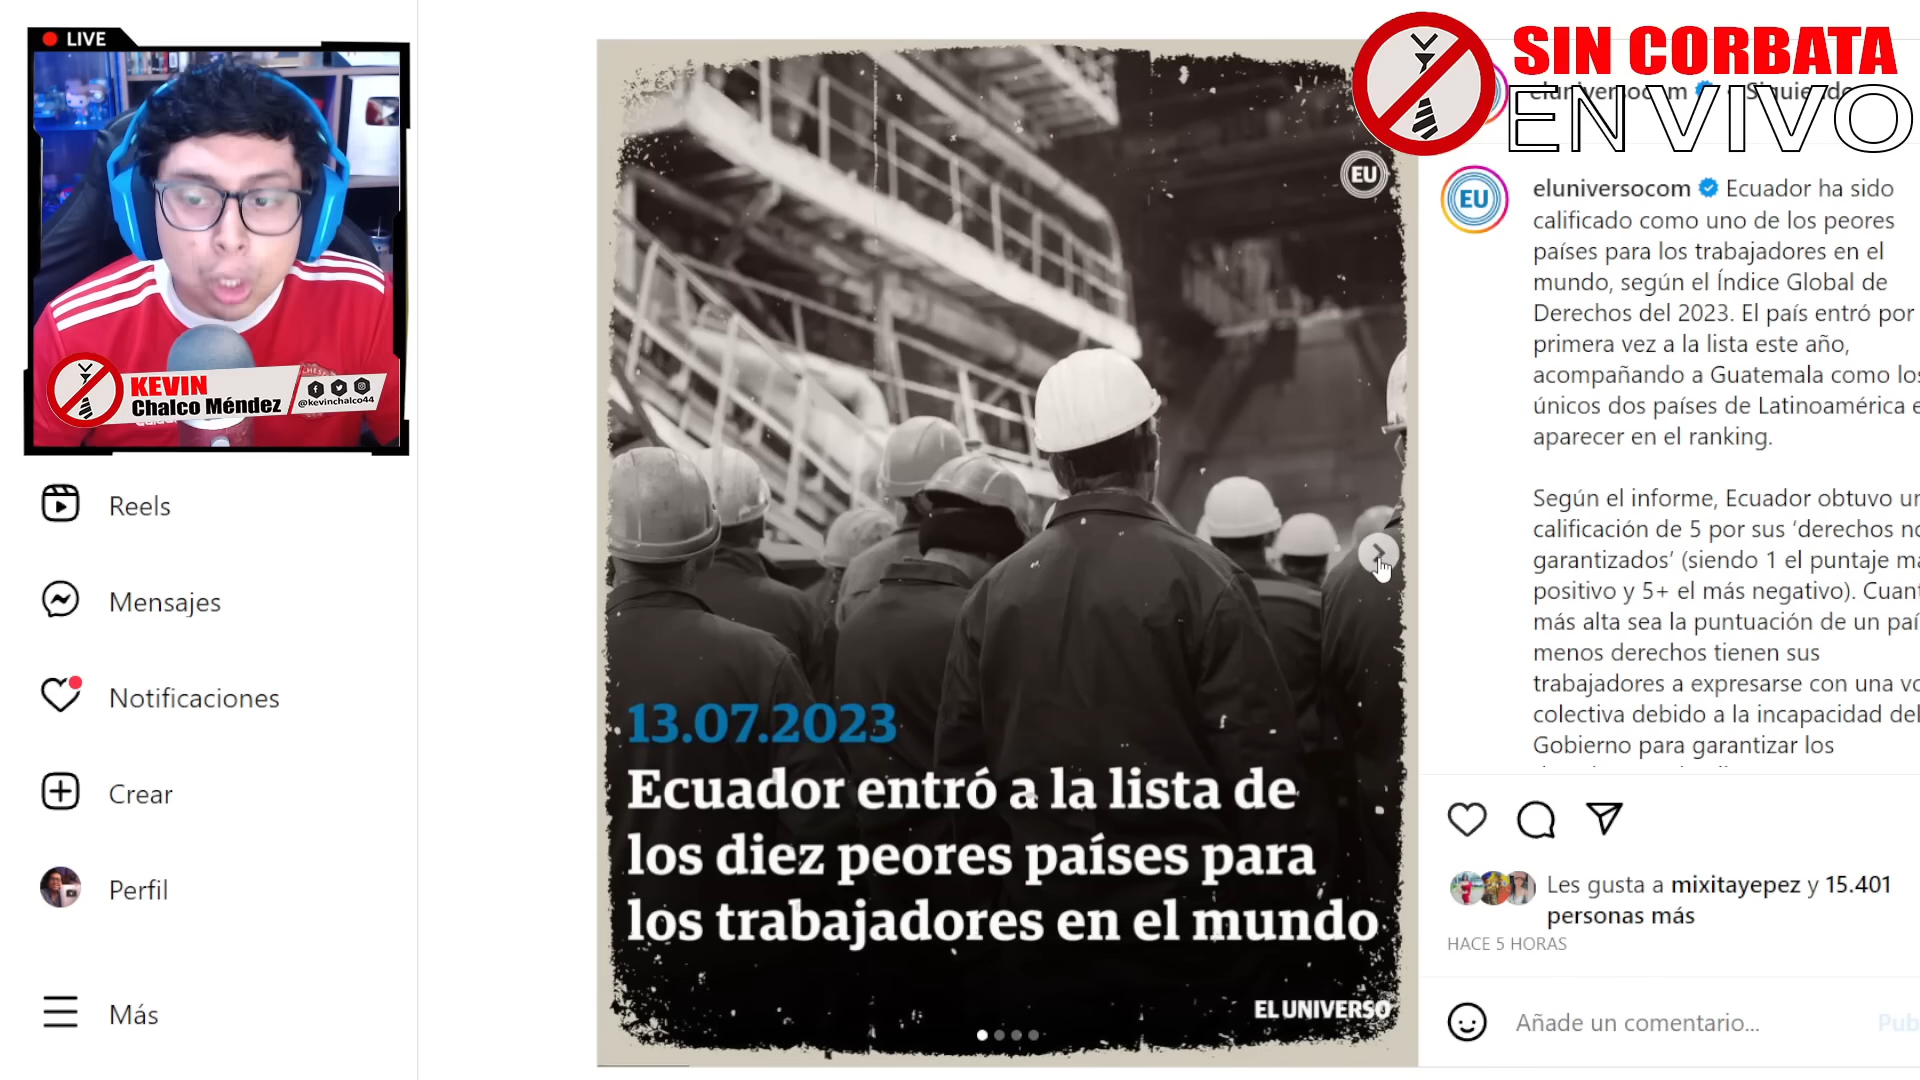 LIVE
KEVIN
Chalco Méndez
@kevinchalco44
Reels
Mensajes
Notificaciones
Crear
Perfil
Más
EU
13.07.2023
Ecuador entró a la lista de
los diez peores países para
los trabajadores en el mundo
EL UNIVERSO
SIN CORBATA
EN VIVO
eluniversocom • Siguiendo
EU
eluniversocom Ecuador ha sido
calificado como uno de los peores
países para los trabajadores en el
mundo, según el Índice Global de
Derechos del 2023. El país entró por
primera vez a la lista este año,
acompañando a Guatemala como los
únicos dos países de Latinoamérica e
aparecer en el ranking.
Según el informe, Ecuador obtuvo un
calificación de 5 por sus ‘derechos no
garantizados’ (siendo 1 el puntaje má
positivo y 5+ el más negativo). Cuant
más alta sea la puntuación de un paí
menos derechos tienen sus
trabajadores a expresarse con una vo
colectiva debido a la incapacidad del
Gobierno para garantizar los
Les gusta a mixitayepez y 15.401
personas más
HACE 5 HORAS
Añade un comentario...
Pub